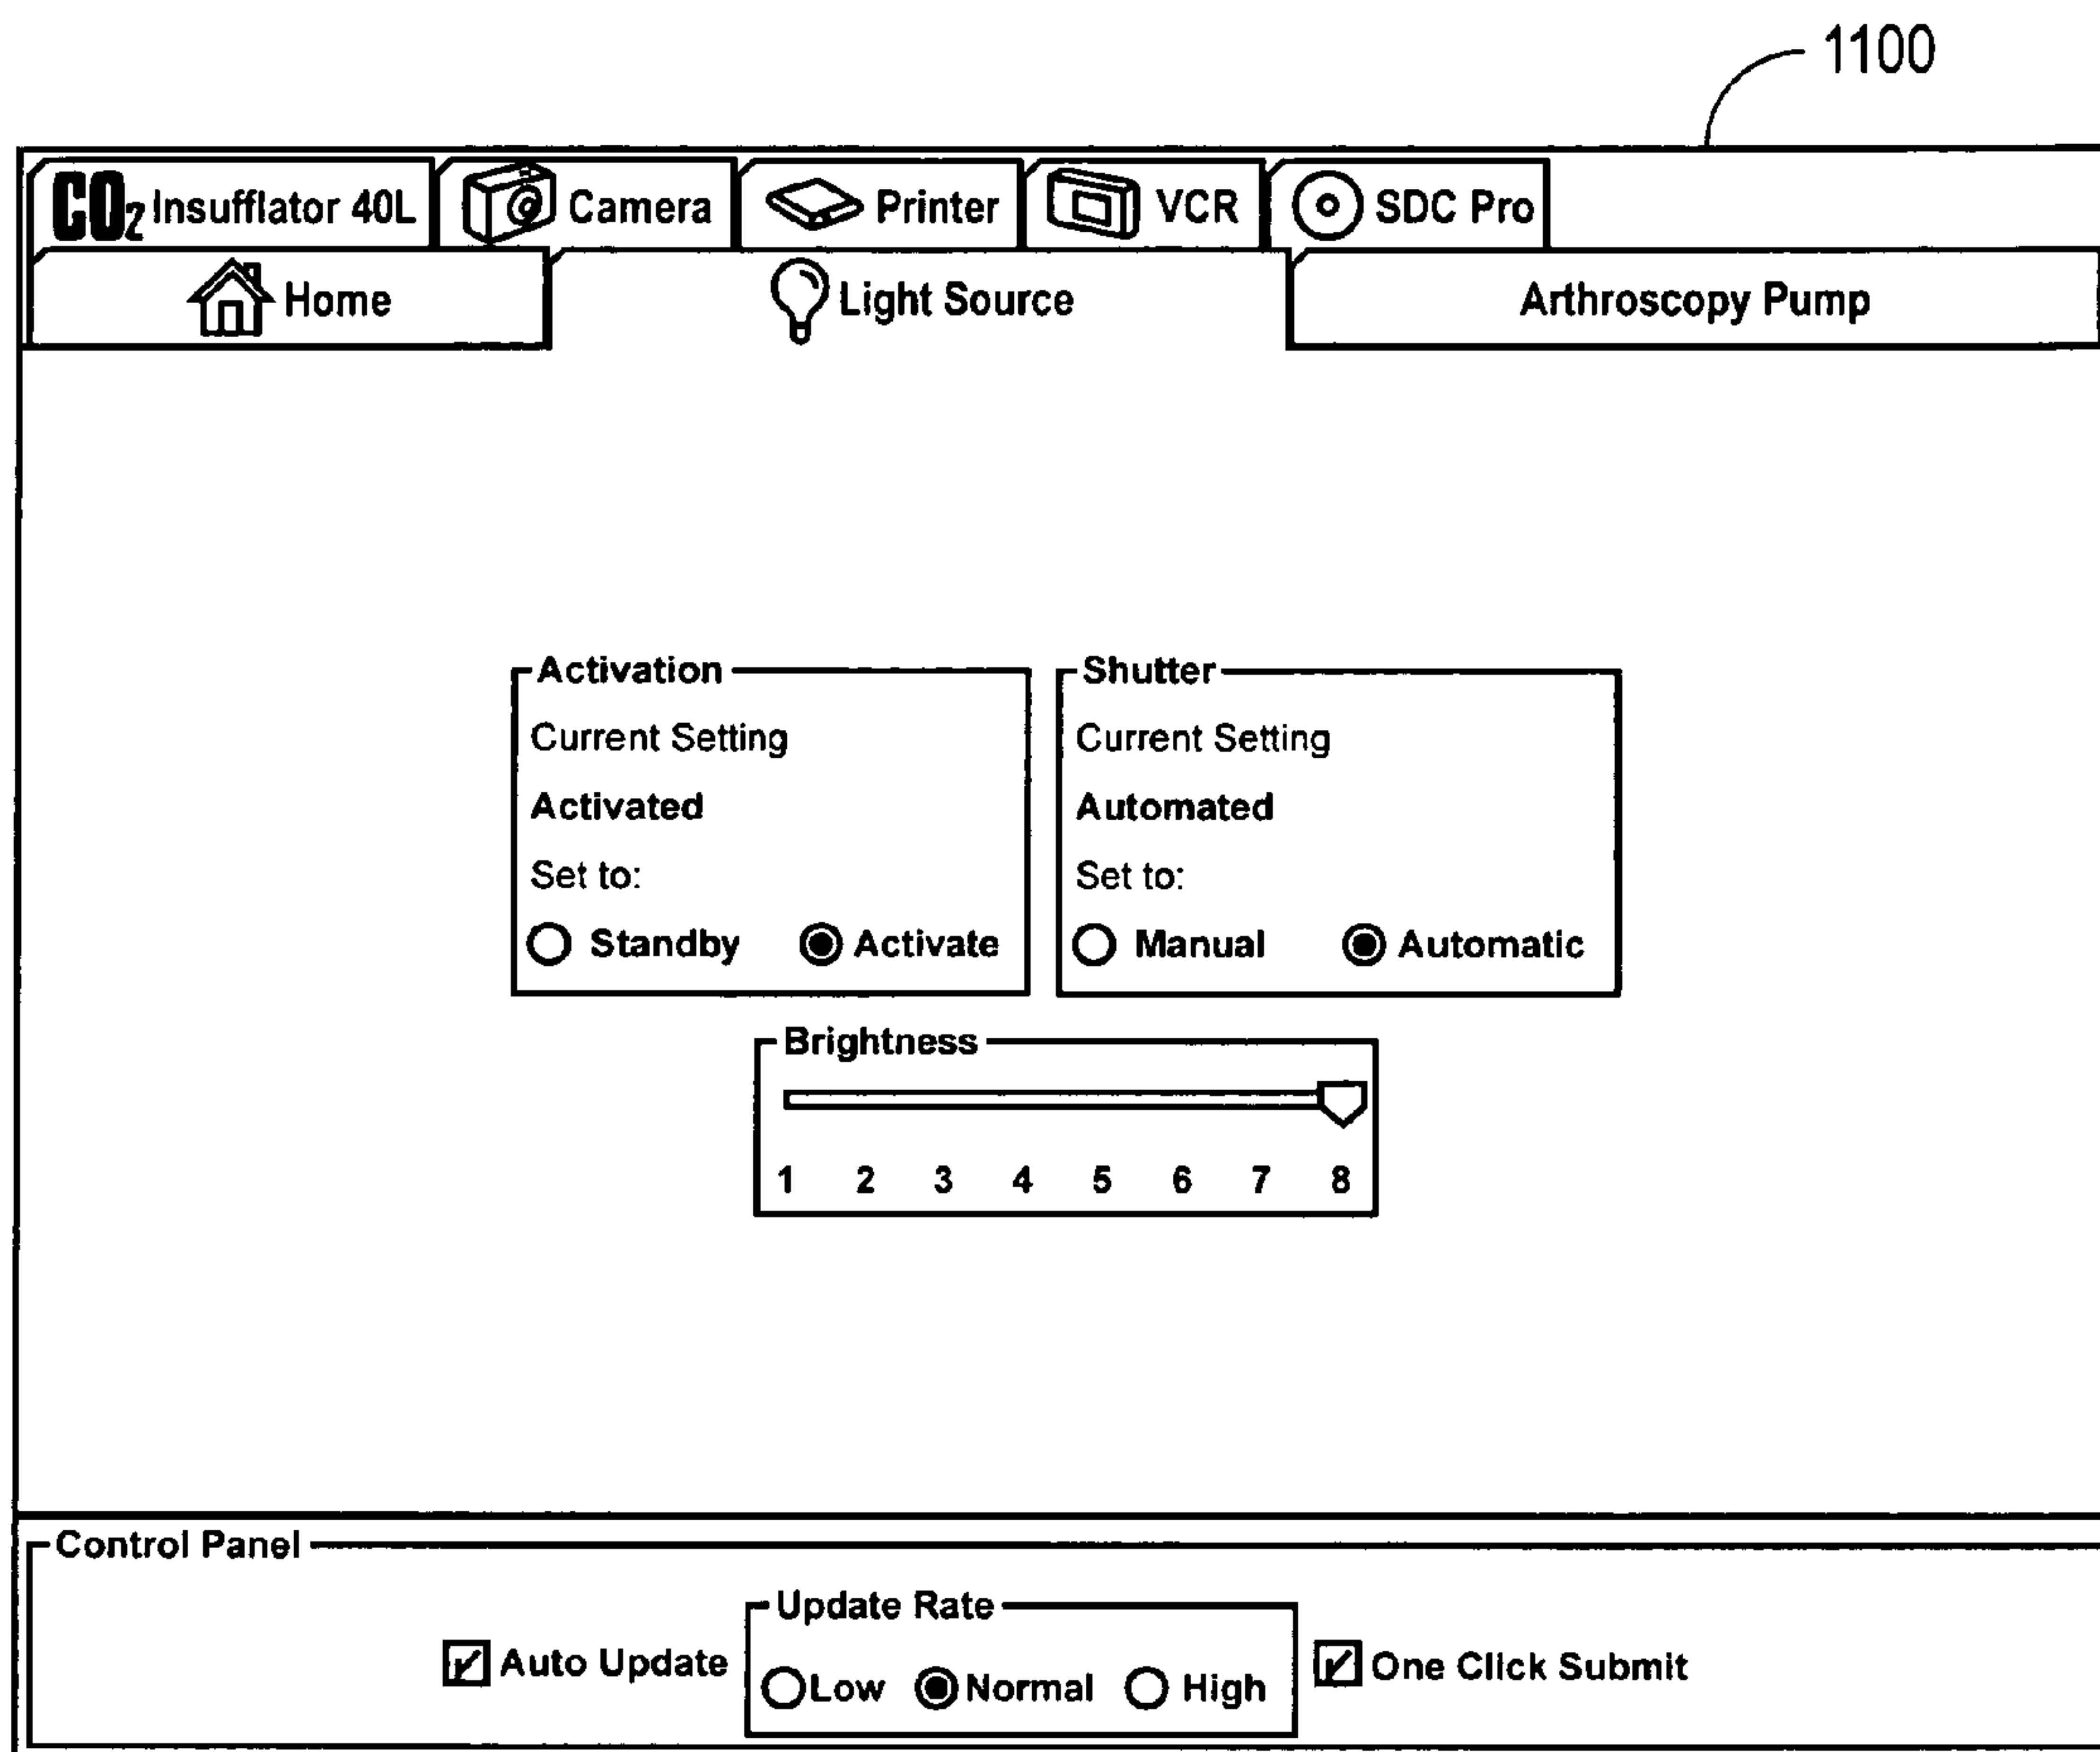 1100
CO2 Insufflator 40L Camera Printer VCR SDC Pro
Home Light Source Arthroscopy Pump
Activation Shutter
Current Setting Current Setting
Activated Automated
Set to: Set to:
Standby Activate Manual Automatic
Brightness
1 2 3 4 5 6 7 8
Control Panel
Update Rate
Auto Update Low Normal High One Click Submit